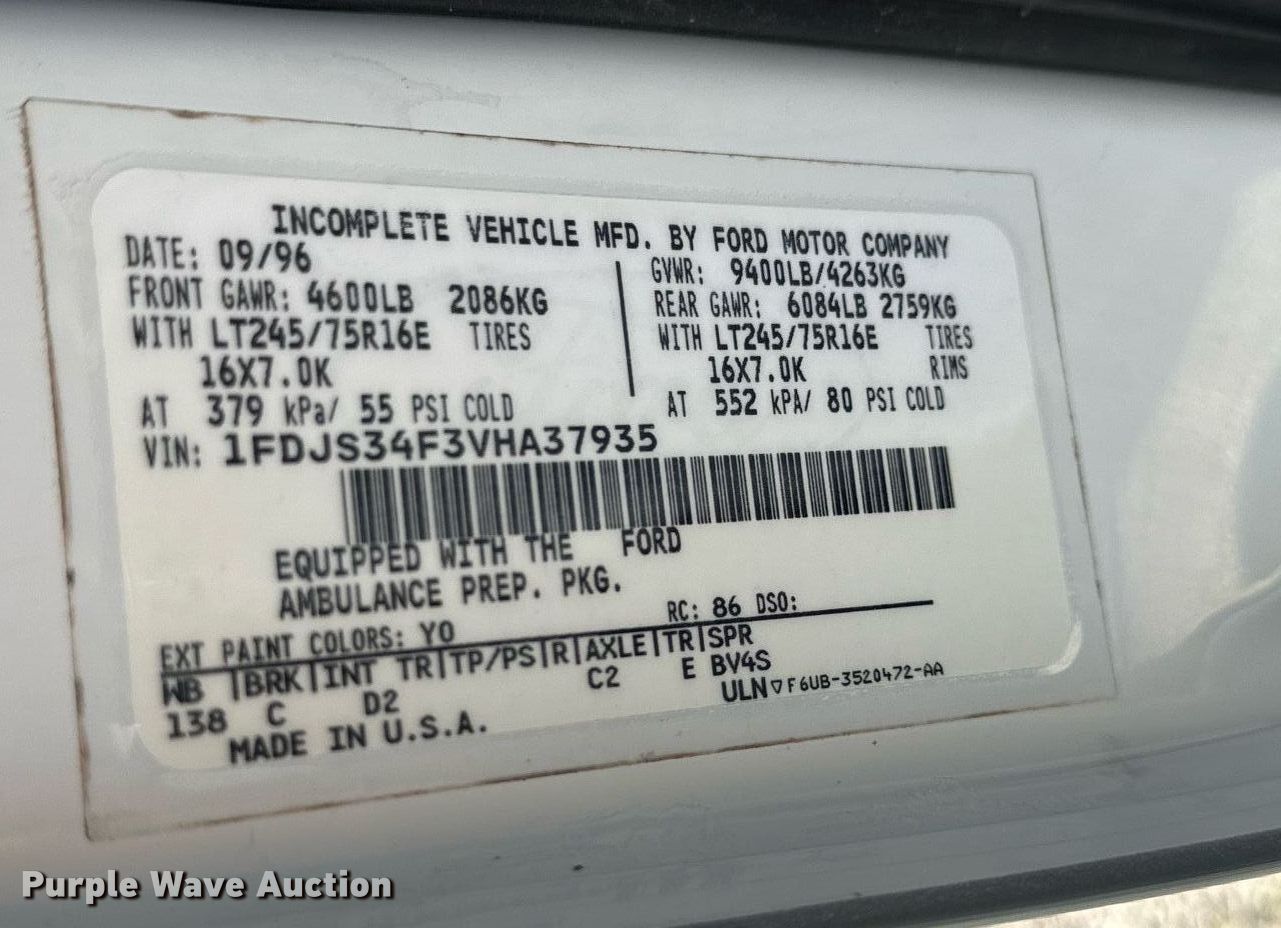 INCOMPLETE VEHICLE MFD. BY FORD MOTOR COMPANY
DATE: 09/96
GVWR: 9400LB/4263KG
FRONT GAWR: 4600LB 2086KG
REAR GAWR: 6084LB 2759KG
WITH LT245/75R16E TIRES
WITH LT245/75R16E TIRES
16X7.0K
16X7.0K RIMS
AT 379 kPa/ 55 PSI COLD
AT 552 kPA/ 80 PSI COLD
VIN: 1FDJS34F3VHA37935
EQUIPPED WITH THE FORD
AMBULANCE PREP. PKG.
RC: 86 DSO:
EXT PAINT COLORS: YO
WB |BRK|INT TR|TP/PS|R|AXLE|TR|SPR
138 C D2 C2 E BV4S
MADE IN U.S.A.
ULN▽F6UB-3520472-AA
Purple Wave Auction